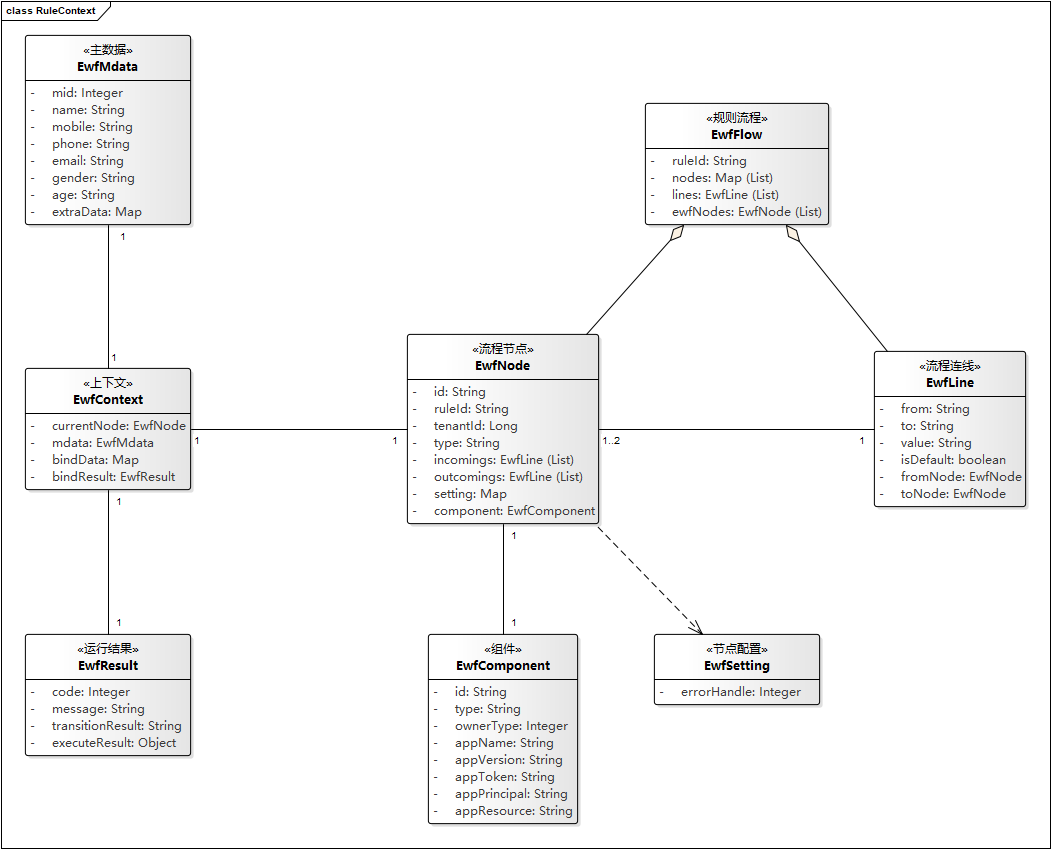 class RuleContext
«主数据»
EwfMdata
- mid: Integer
- name: String
- mobile: String
- phone: String
- email: String
- gender: String
- age: String
- extraData: Map
1
1
«规则流程»
EwfFlow
- ruleId: String
- nodes: Map (List)
- lines: EwfLine (List)
- ewfNodes: EwfNode (List)
«上下文»
EwfContext
- currentNode: EwfNode
- mdata: EwfMdata
- bindData: Map
- bindResult: EwfResult
1
1
«流程节点»
EwfNode
- id: String
- ruleId: String
- tenantId: Long
- type: String
- incomings: EwfLine (List)
- outcomings: EwfLine (List)
- setting: Map
- component: EwfComponent
1..2
1
«流程连线»
EwfLine
- from: String
- to: String
- value: String
- isDefault: boolean
- fromNode: EwfNode
- toNode: EwfNode
1
1
«运行结果»
EwfResult
- code: Integer
- message: String
- transitionResult: String
- executeResult: Object
1
1
«组件»
EwfComponent
- id: String
- type: String
- ownerType: Integer
- appName: String
- appVersion: String
- appToken: String
- appPrincipal: String
- appResource: String
«节点配置»
EwfSetting
- errorHandle: Integer